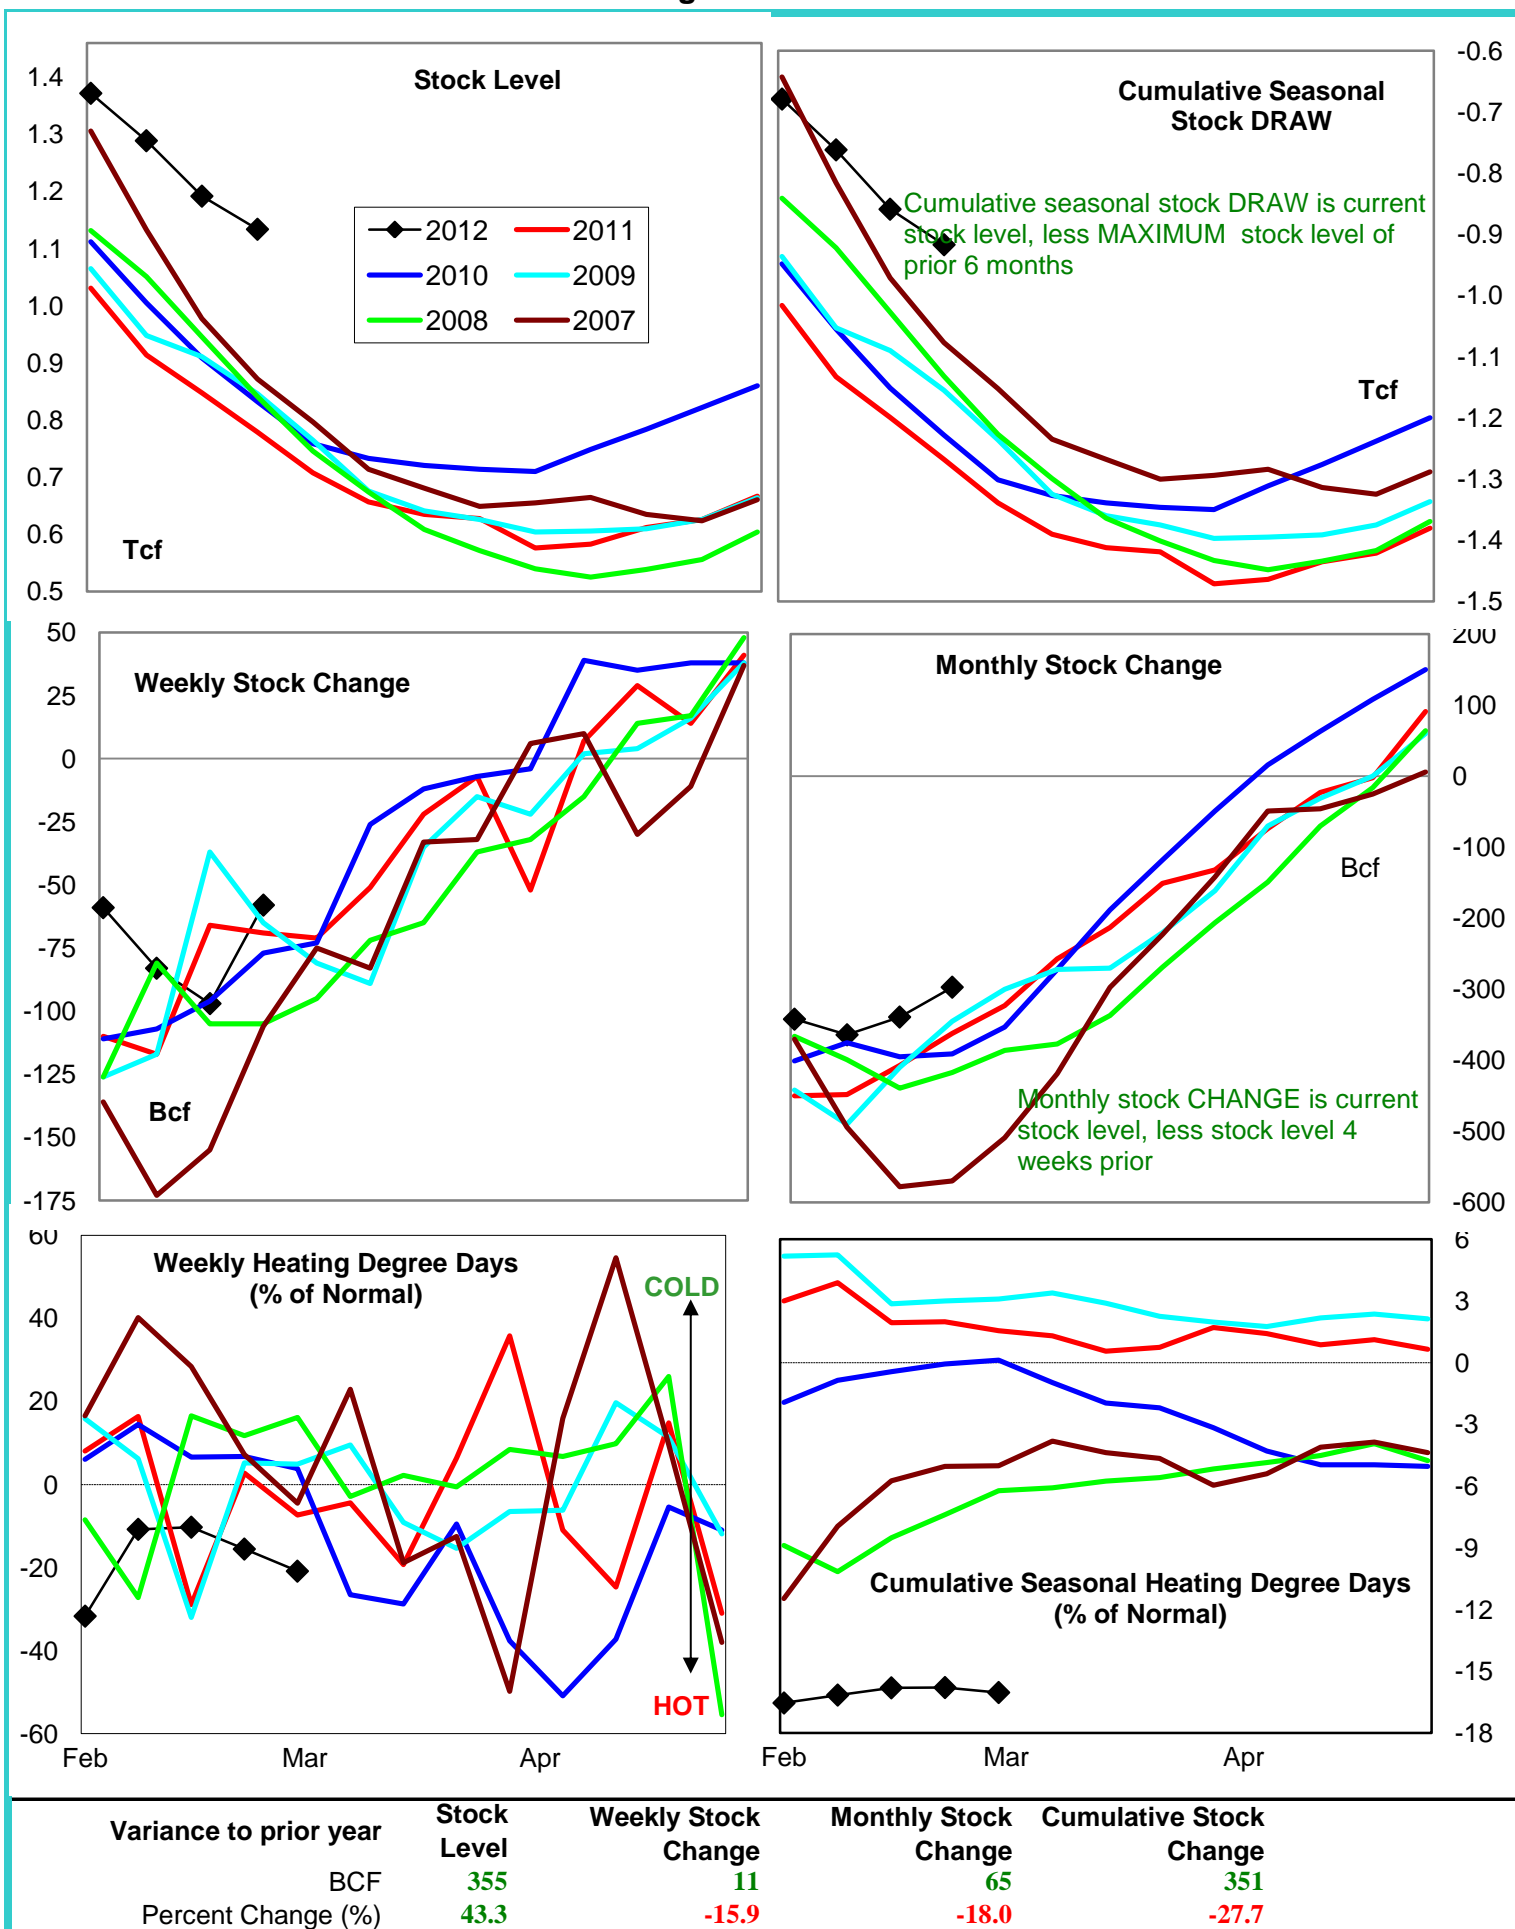 Stock Level
1.4
1.3
1.2
1.1
1.0
0.9
0.8
0.7
0.6
0.5
2012 2011
2010 2009
2008 2007
Tcf
Cumulative Seasonal
Stock DRAW
Cumulative seasonal stock DRAW is current
stock level, less MAXIMUM stock level of
prior 6 months
Tcf
-0.6
-0.7
-0.8
-0.9
-1.0
-1.1
-1.2
-1.3
-1.4
-1.5
Weekly Stock Change
50
25
0
-25
-50
-75
-100
-125
-150
-175
Bcf
Monthly Stock Change
200
100
0
-100
-200
-300
-400
-500
-600
Bcf
Monthly stock CHANGE is current
stock level, less stock level 4
weeks prior
Weekly Heating Degree Days
(% of Normal)
60
40
20
0
-20
-40
-60
COLD
HOT
Feb Mar Apr
Cumulative Seasonal Heating Degree Days
(% of Normal)
6
3
0
-3
-6
-9
-12
-15
-18
Feb Mar Apr
Variance to prior year
Stock
Level
Weekly Stock
Change
Monthly Stock
Change
Cumulative Stock
Change
BCF 355 11 65 351
Percent Change (%) 43.3 -15.9 -18.0 -27.7